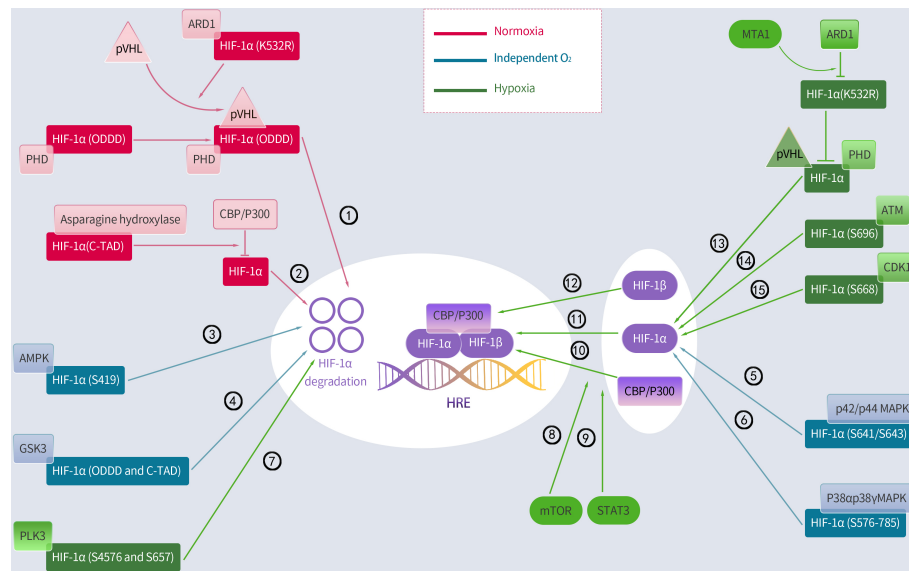 ARD1
HIF-1α (K532R)
pVHL
pVHL
HIF-1α (ODDD)
PHD
HIF-1α (ODDD)
PHD
Asparagine hydroxylase
HIF-1α(C-TAD)
CBP/P300
HIF-1α
Normoxia
Independent O₂
Hypoxia
MTA1
ARD1
HIF-1α(K532R)
pVHL
PHD
HIF-1α
ATM
HIF-1α (S696)
CDK1
HIF-1α (S668)
1
2
3
4
7
13
14
15
12
11
10
5
6
8
9
HIF-1α
degradation
CBP/P300
HIF-1α
HIF-1β
HRE
HIF-1β
HIF-1α
CBP/P300
AMPK
HIF-1α (S419)
GSK3
HIF-1α (ODDD and C-TAD)
PLK3
HIF-1α (S4576 and S657)
mTOR
STAT3
p42/p44 MAPK
HIF-1α (S641/S643)
P38αp38γMAPK
HIF-1α (S576-785)